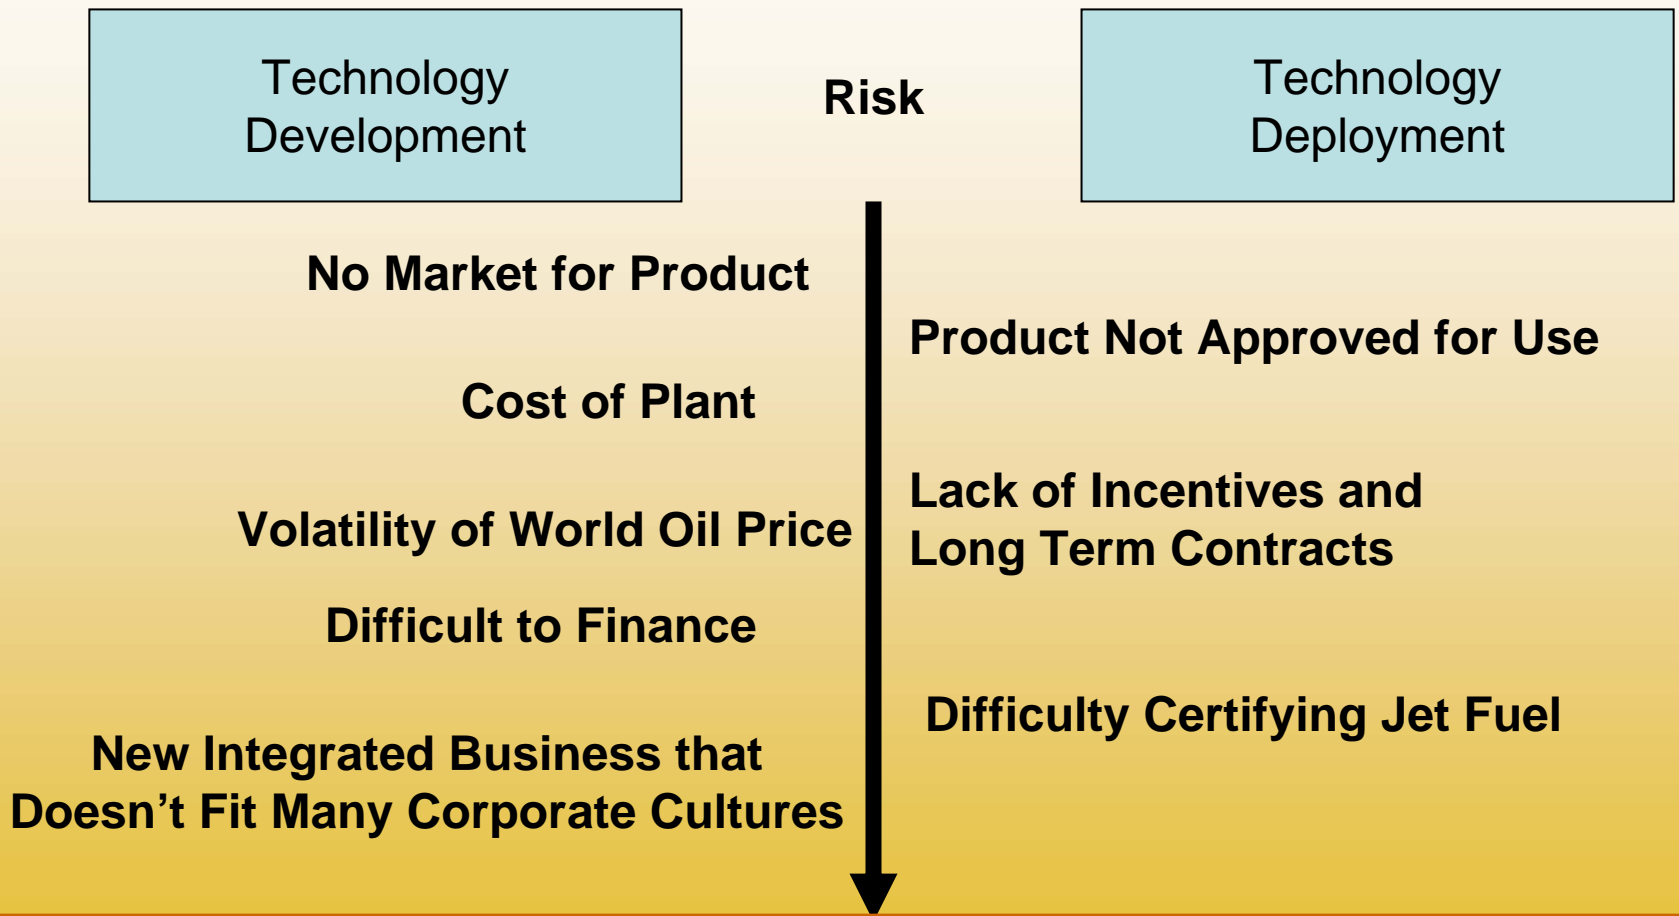 Technology
Development
Risk
Technology
Deployment
No Market for Product
Product Not Approved for Use
Cost of Plant
Lack of Incentives and
Long Term Contracts
Volatility of World Oil Price
Difficult to Finance
Difficulty Certifying Jet Fuel
New Integrated Business that
Doesn’t Fit Many Corporate Cultures